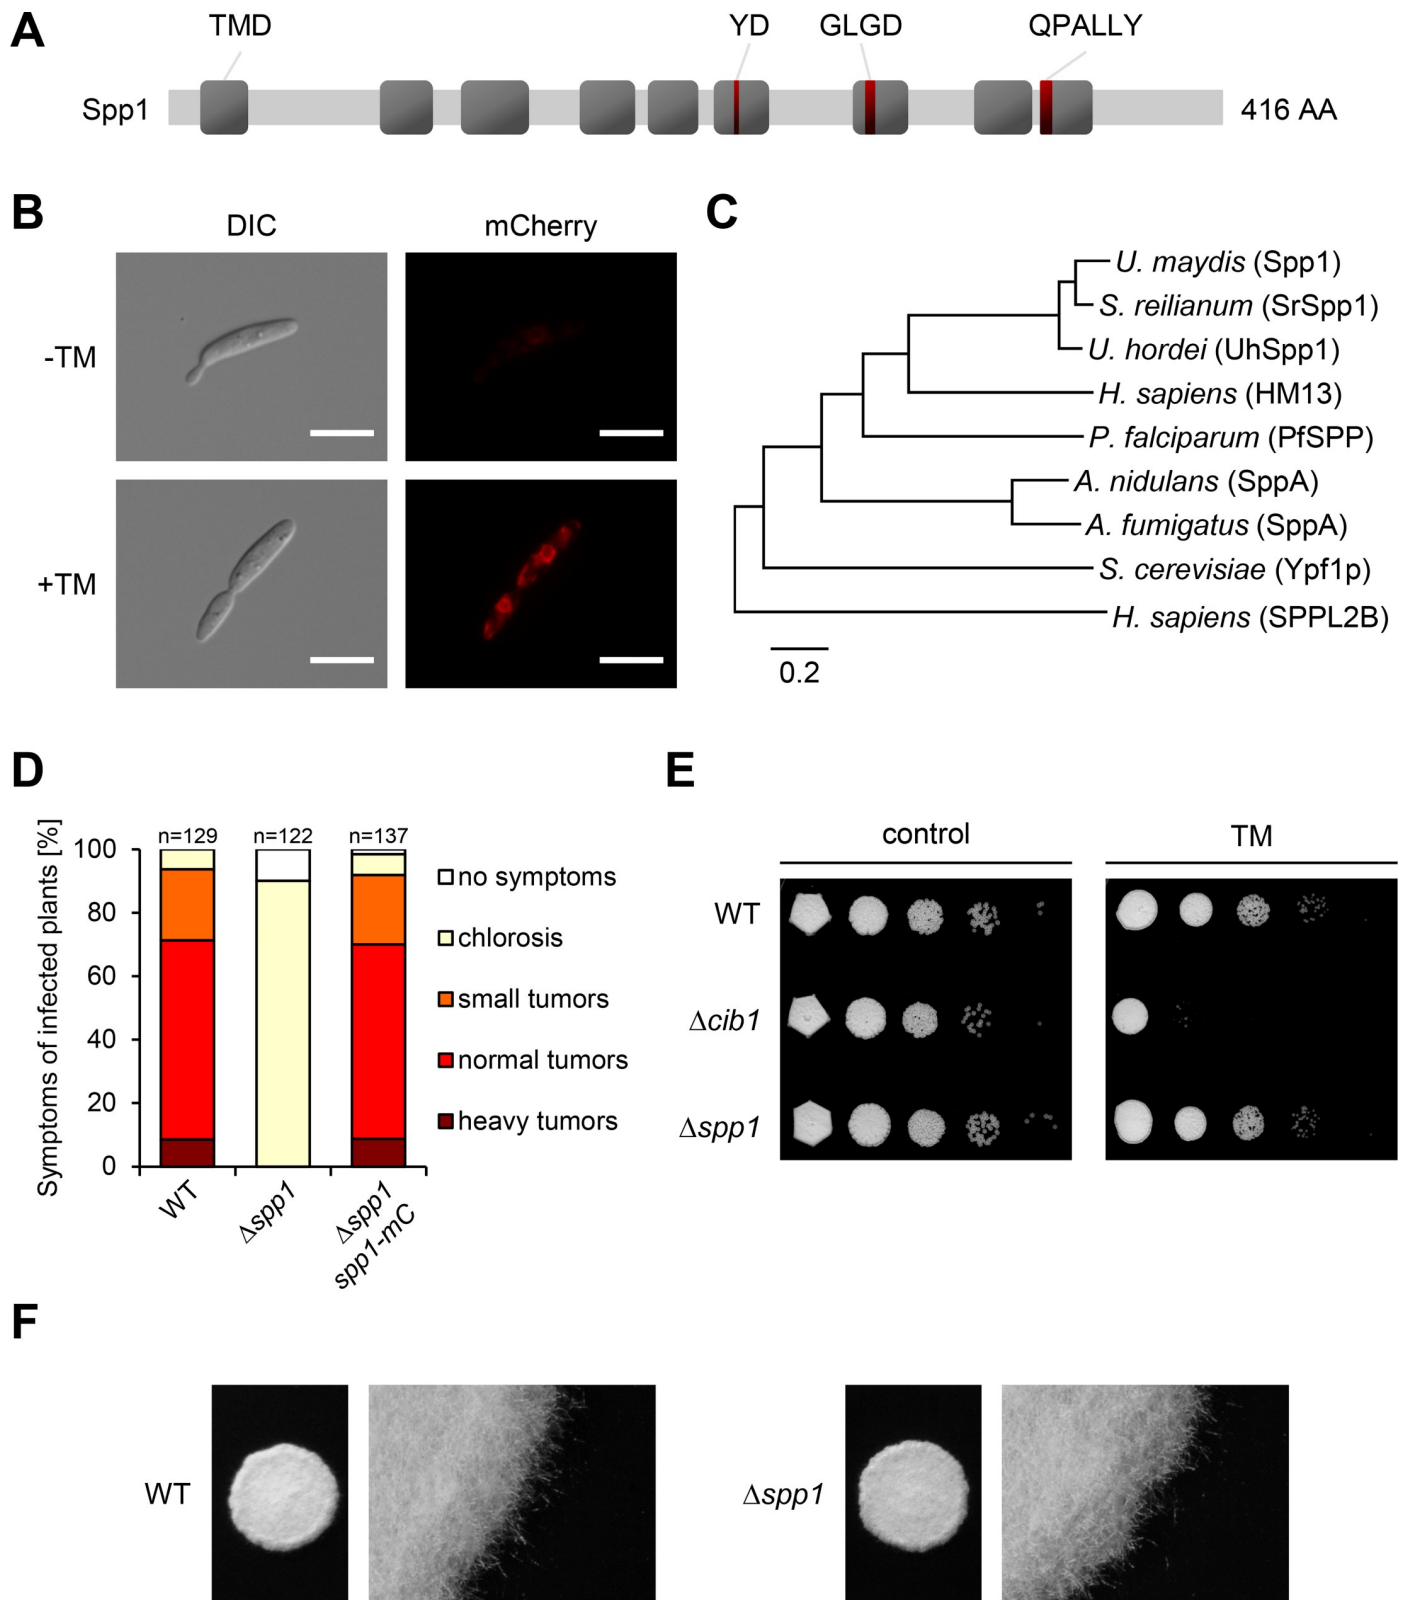 A
TMD YD GLGD QPALLY
Spp1 416 AA
B
DIC mCherry
-TM
+TM
C
U. maydis (Spp1)
S. reilianum (SrSpp1)
U. hordei (UhSpp1)
H. sapiens (HM13)
P. falciparum (PfSPP)
A. nidulans (SppA)
A. fumigatus (SppA)
S. cerevisiae (Ypf1p)
H. sapiens (SPPL2B)
0.2
D
Symptoms of infected plants [%]
100
80
60
40
20
0
n=129 n=122 n=137
WT
Δspp1
Δspp1
spp1-mC
no symptoms
chlorosis
small tumors
normal tumors
heavy tumors
E
control TM
WT
Δcib1
Δspp1
F
WT Δspp1